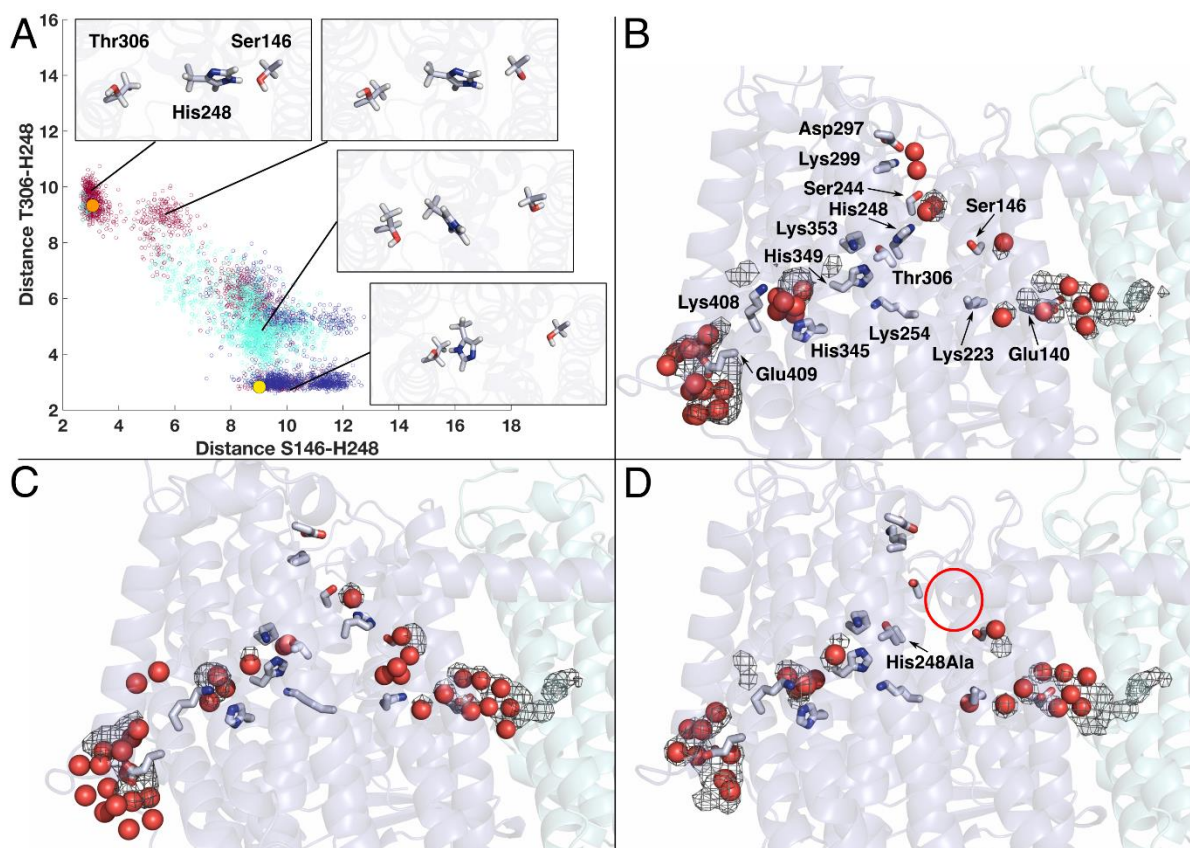 A
16
14
12
10
8
6
4
2
Distance T306-H248
2 4 6 8 10 12 14 16 18
Distance S146-H248
Thr306
Ser146
His248
B
Asp297
Lys299
Ser244
His248
Ser146
Lys353
His349
Thr306
Lys408
Lys254
His345
Lys223
Glu140
Glu409
C
D
His248Ala